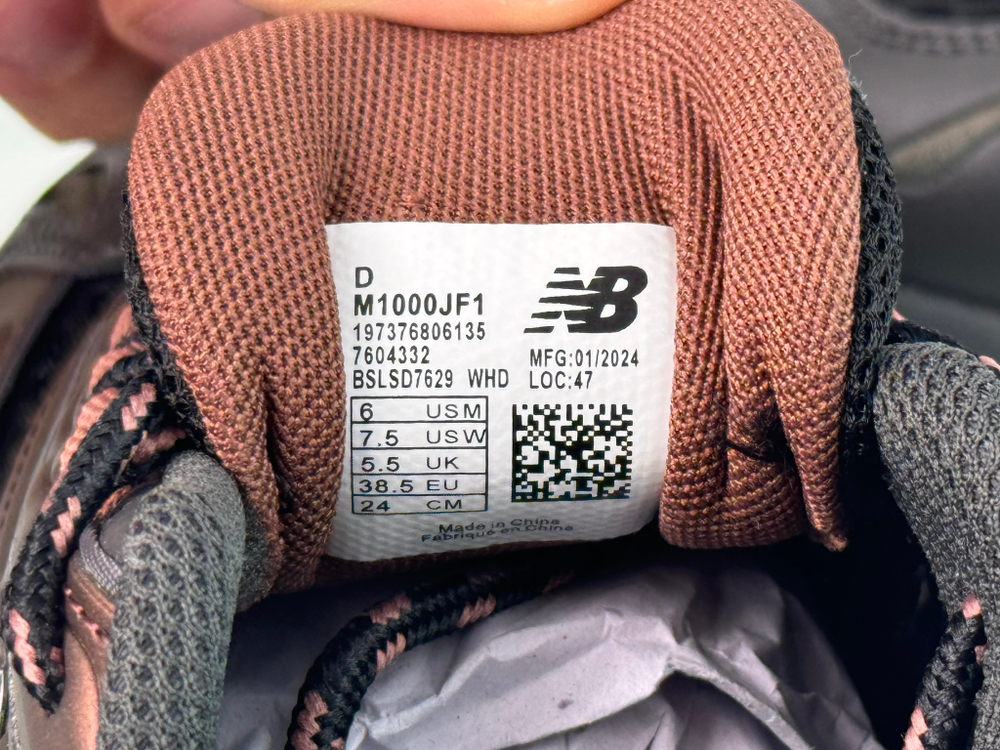 D
M1000JF1
197376806135
7604332
BSLSD7629 WHD
NB
MFG:01/2024
LOC:47
6 USM
7.5 USW
5.5 UK
38.5 EU
24 CM
Made in China
Fabriqué en Chine